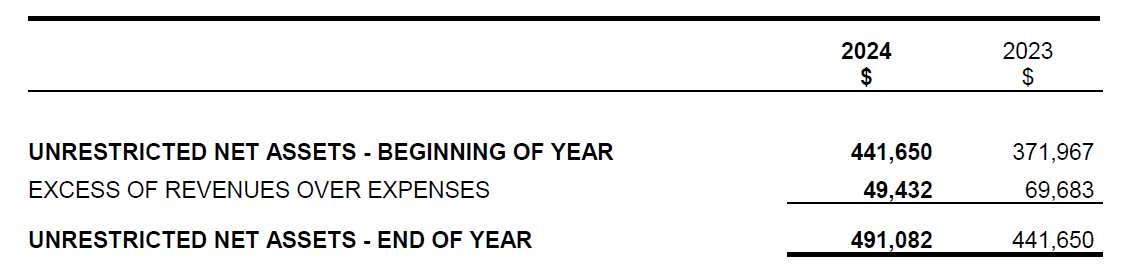 2024 2023
$ $
UNRESTRICTED NET ASSETS - BEGINNING OF YEAR 441,650 371,967
EXCESS OF REVENUES OVER EXPENSES 49,432 69,683
UNRESTRICTED NET ASSETS - END OF YEAR 491,082 441,650